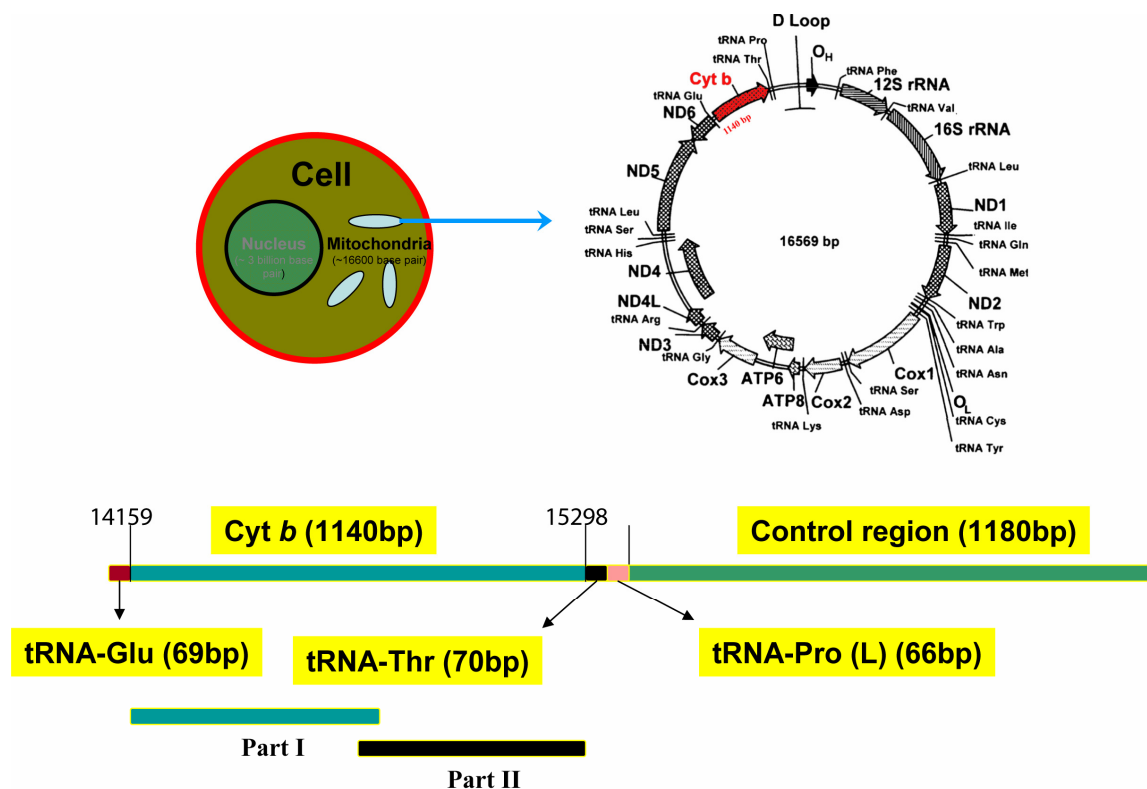 D Loop
tRNA Pro
OH
tRNA Thr
tRNA Phe
Cyt b
12S rRNA
tRNA Glu
tRNA Val
ND6
1140 bp
16S rRNA
ND5
tRNA Leu
Cell
ND1
tRNA Leu
tRNA Ser
tRNA Ile
Nucleus
Mitochondria
16569 bp
tRNA Gln
(~ 3 billion base
pair)
(~16600 base pair)
tRNA His
tRNA Met
ND4
ND2
ND4L
tRNA Arg
tRNA Trp
ND3
tRNA Gly
tRNA Ala
Cox3
ATP6
Cox1
tRNA Asn
ATP8
Cox2
tRNA Ser
OL
tRNA Lys
tRNA Asp
tRNA Cys
tRNA Tyr
14159
Cyt b (1140bp)
15298
Control region (1180bp)
tRNA-Glu (69bp)
tRNA-Thr (70bp)
tRNA-Pro (L) (66bp)
Part I
Part II